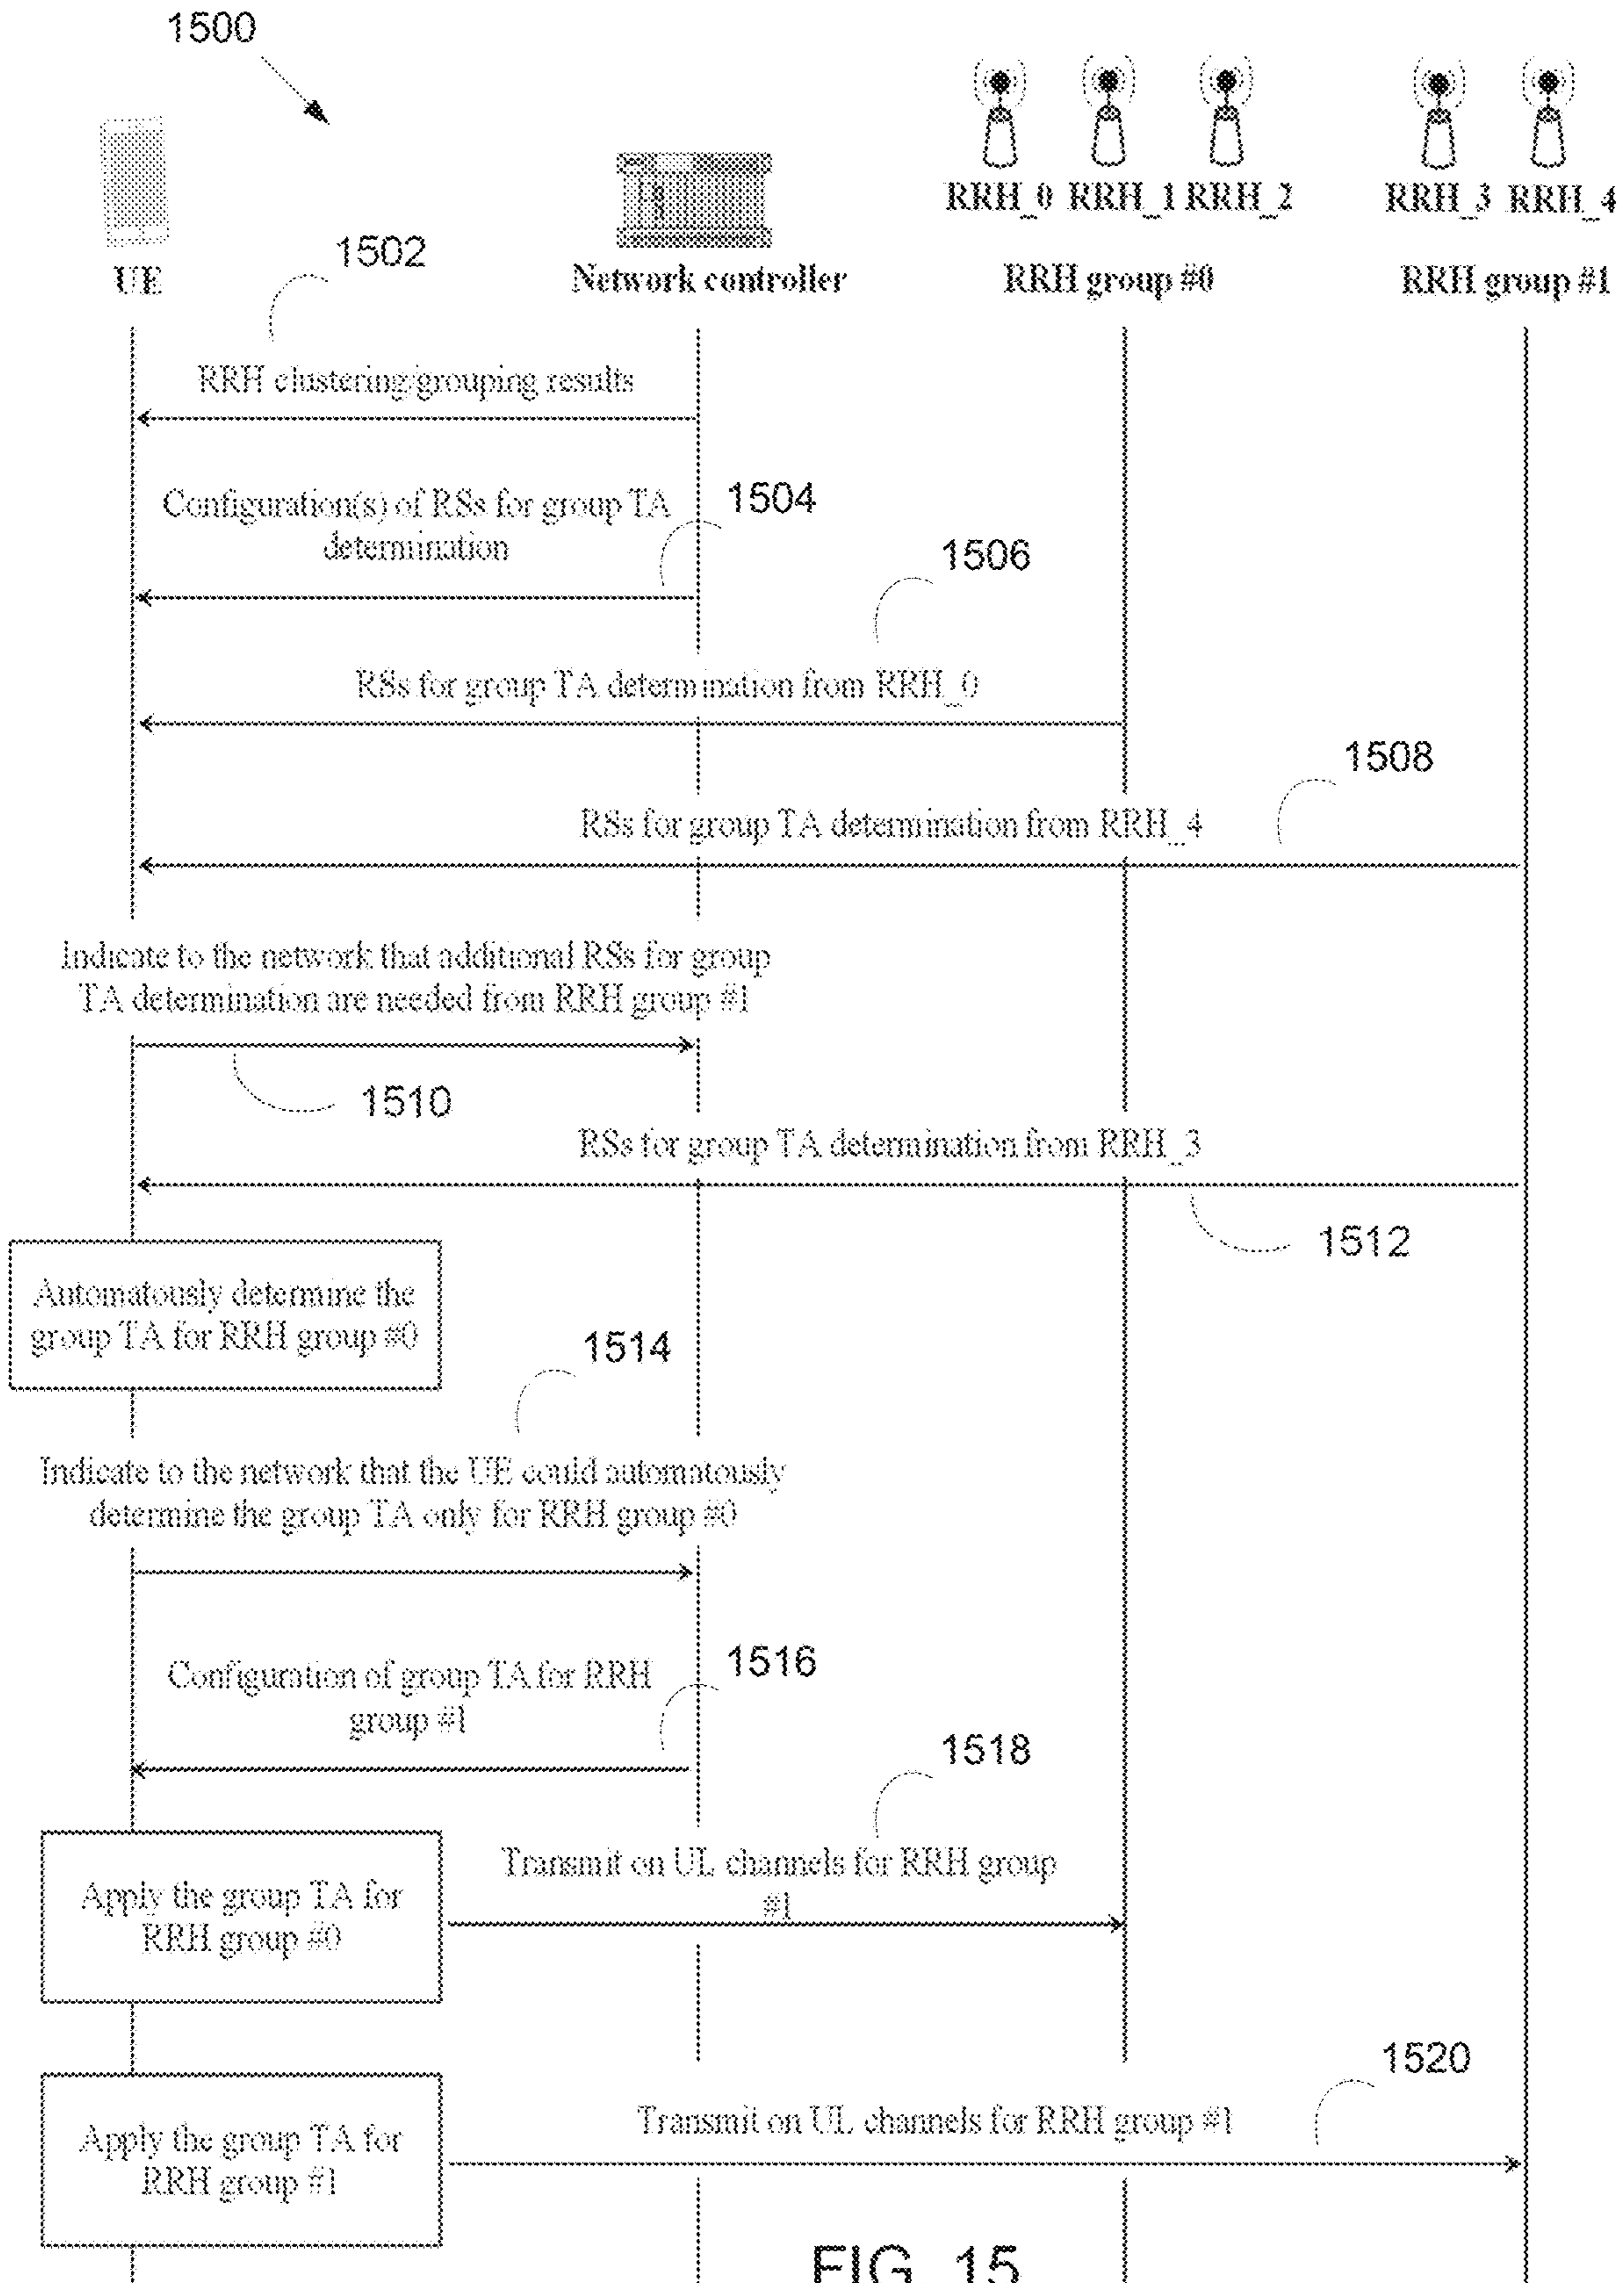 1500
RRH_0 RRH_1 RRH_2
RRH_3 RRH_4
UE
1502
Network controller
RRH group #0
RRH group #1
RRH clustering/grouping results
Configuration(s) of RSs for group TA
determination
1504
1506
RSs for group TA determination from RRH_0
1508
RSs for group TA determination from RRH_4
Indicate to the network that additional RSs for group
TA determination are needed from RRH group #1
1510
RSs for group TA determination from RRH_3
1512
Automatously determine the
group TA for RRH group #0
1514
Indicate to the network that the UE could automatously
determine the group TA only for RRH group #0
1516
Configuration of group TA for RRH
group #1
1518
Transmit on UL channels for RRH group
#1
Apply the group TA for
RRH group #0
1520
Transmit on UL channels for RRH group #1
Apply the group TA for
RRH group #1
FIG. 15